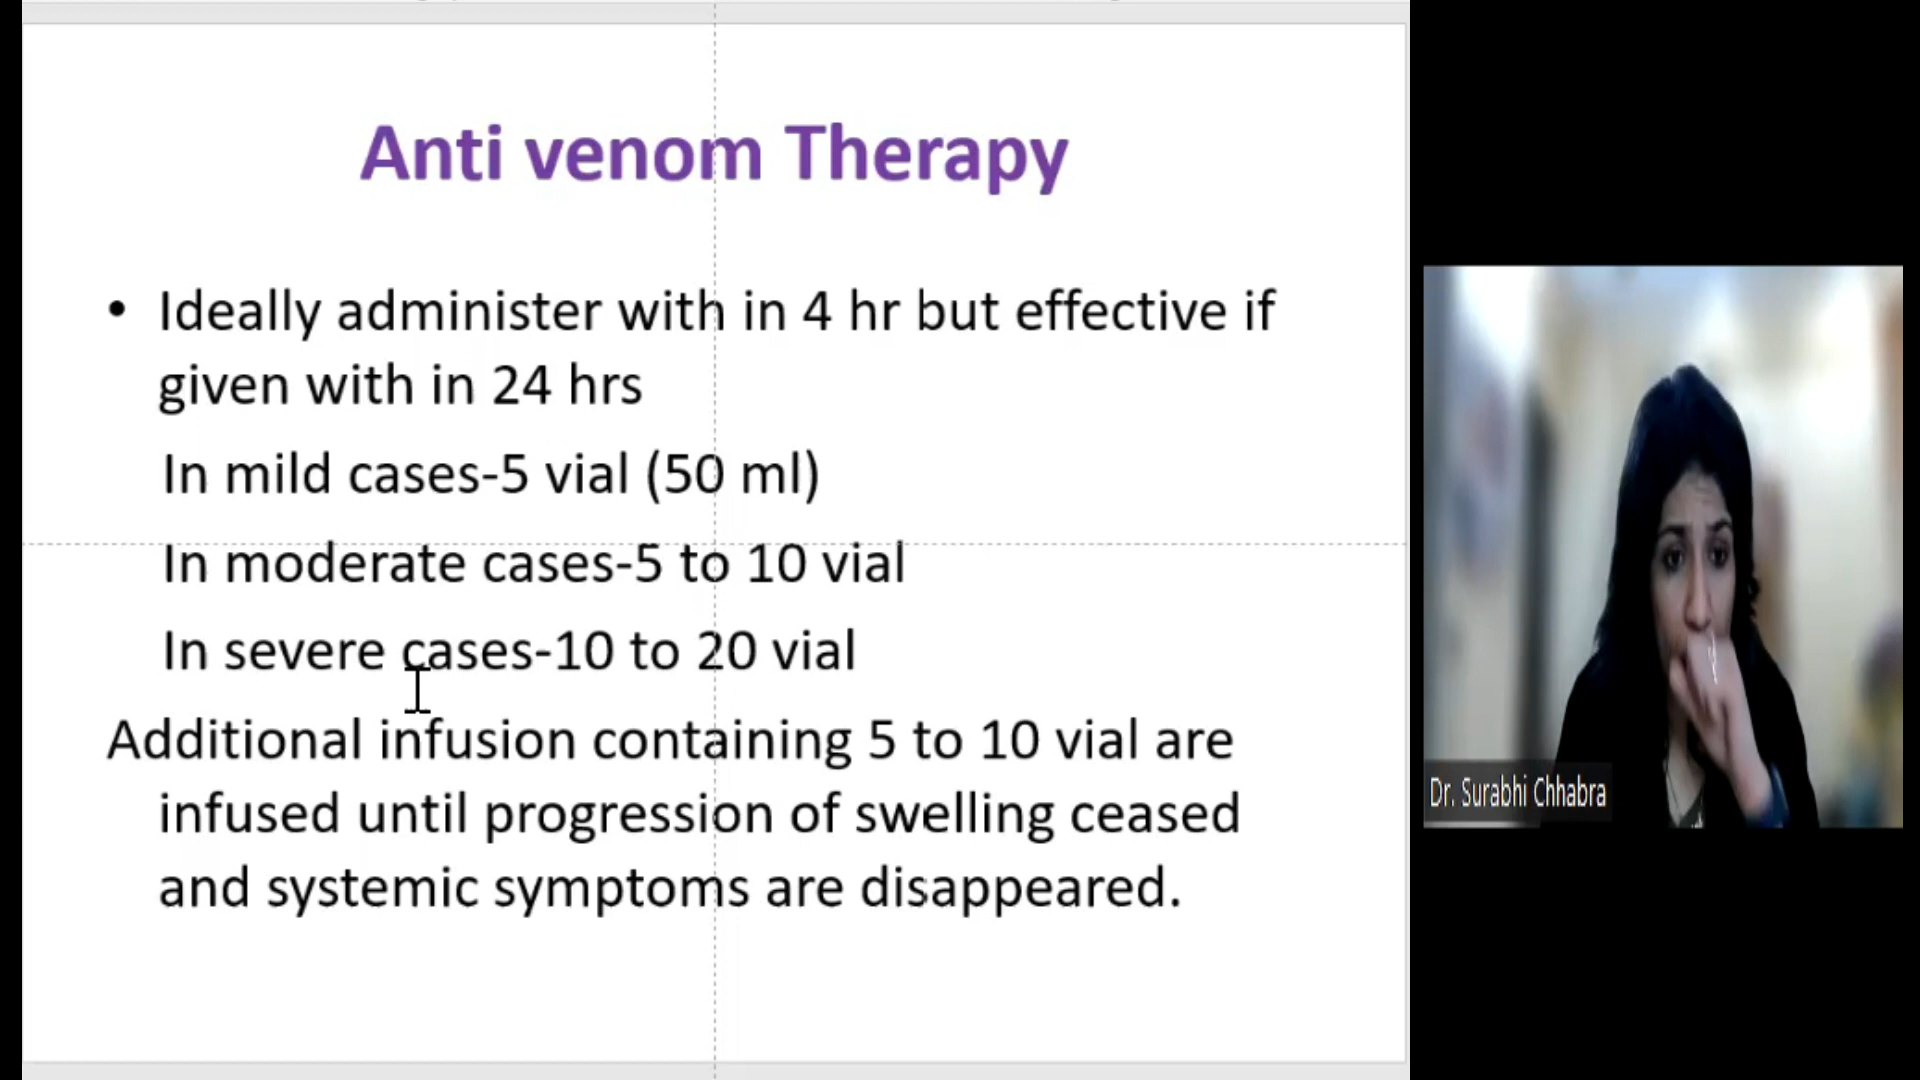 Anti venom Therapy
• Ideally administer with in 4 hr but effective if
given with in 24 hrs
In mild cases-5 vial (50 ml)
In moderate cases-5 to 10 vial
In severe cases-10 to 20 vial
Additional infusion containing 5 to 10 vial are
infused until progression of swelling ceased
and systemic symptoms are disappeared.
Dr. Surabhi Chhabra